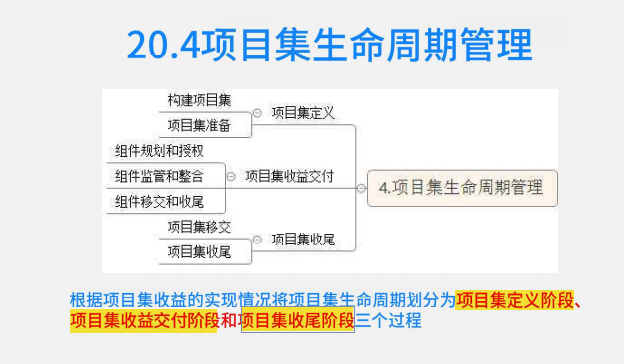 20.4项目集生命周期管理
构建项目集
项目集准备
项目集定义
组件规划和授权
组件监管和整合
组件移交和收尾
项目集收益交付
项目集移交
项目集收尾
项目集收尾
4.项目集生命周期管理
根据项目集收益的实现情况将项目集生命周期划分为项目集定义阶段、
项目集收益交付阶段和项目集收尾阶段三个过程